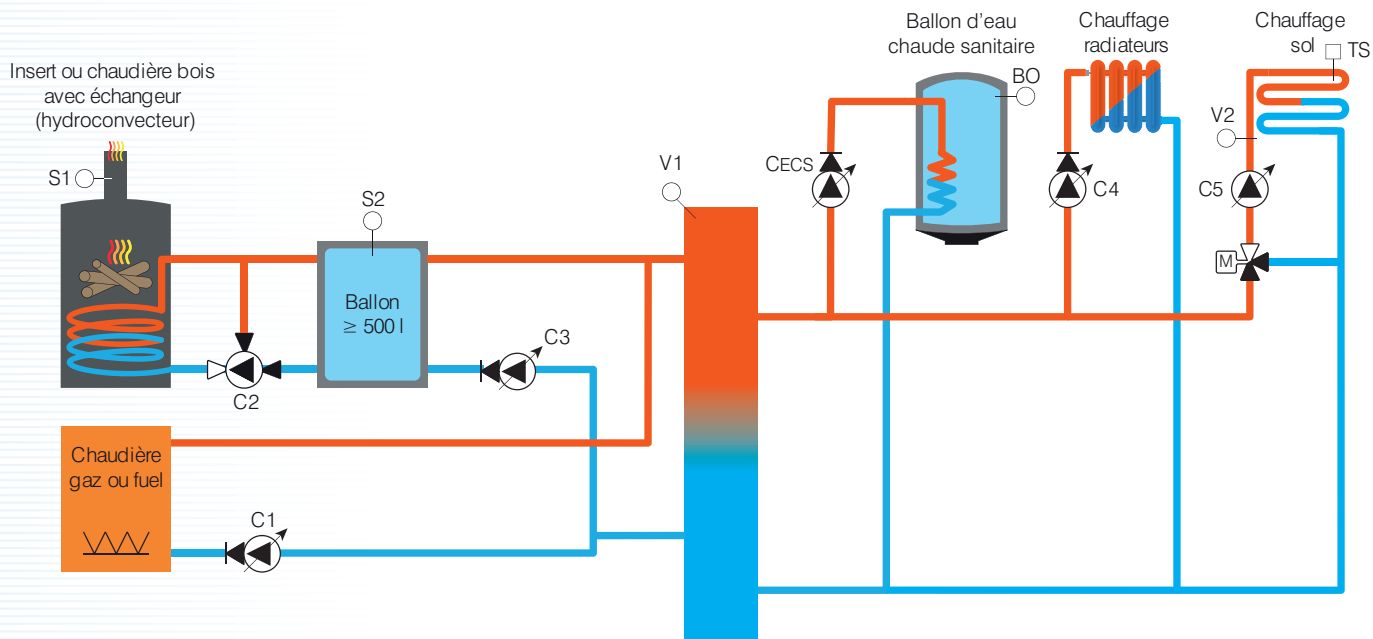 Insert ou chaudière bois
avec échangeur
(hydroconvecteur)
S1
S2
Ballon
≥ 500 l
C2
C3
Chaudière
gaz ou fuel
C1
V1
Ballon d'eau
chaude sanitaire
BO
CECS
Chauffage
radiateurs
C4
Chauffage
sol
TS
V2
C5
M